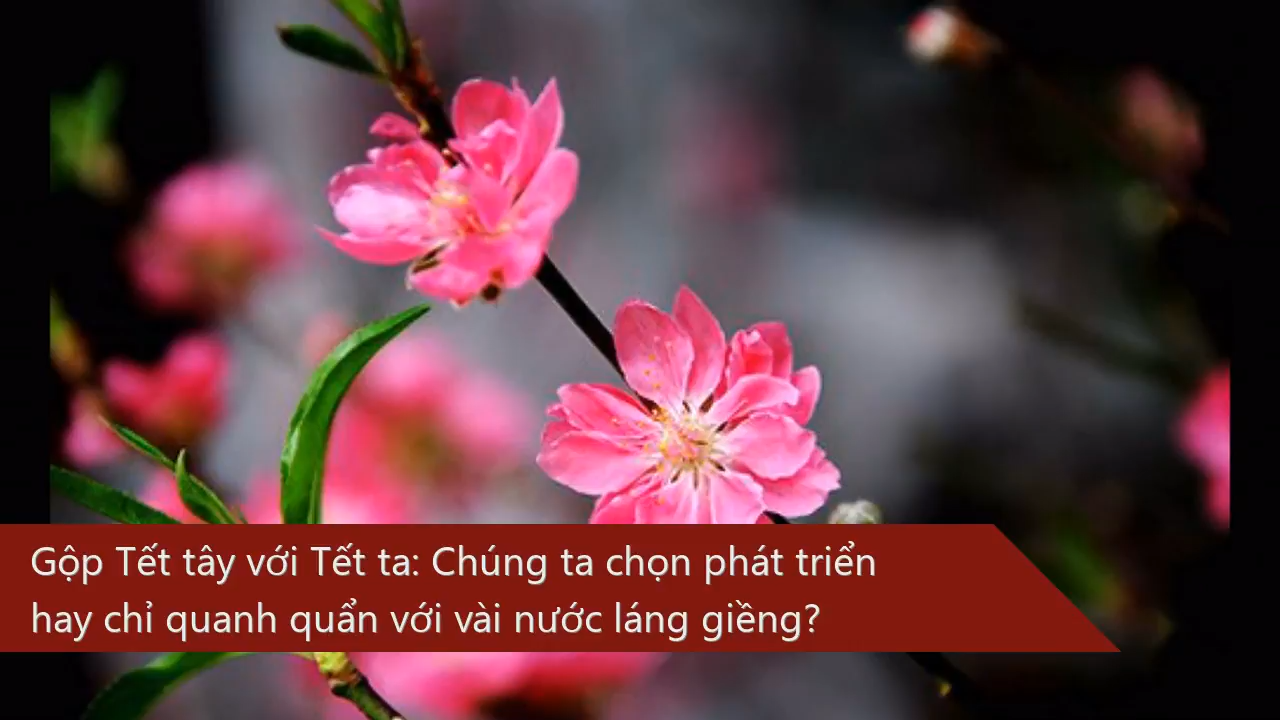 Gộp Tết tây với Tết ta: Chúng ta chọn phát triển
hay chỉ quanh quẩn với vài nước láng giềng?